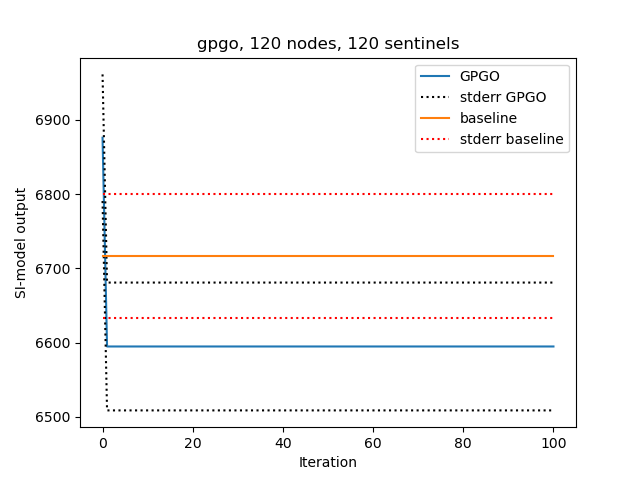 gpgo, 120 nodes, 120 sentinels
GPGO
stderr GPGO
baseline
stderr baseline
SI-model output
6900
6800
6700
6600
6500
0 20 40 60 80 100
Iteration